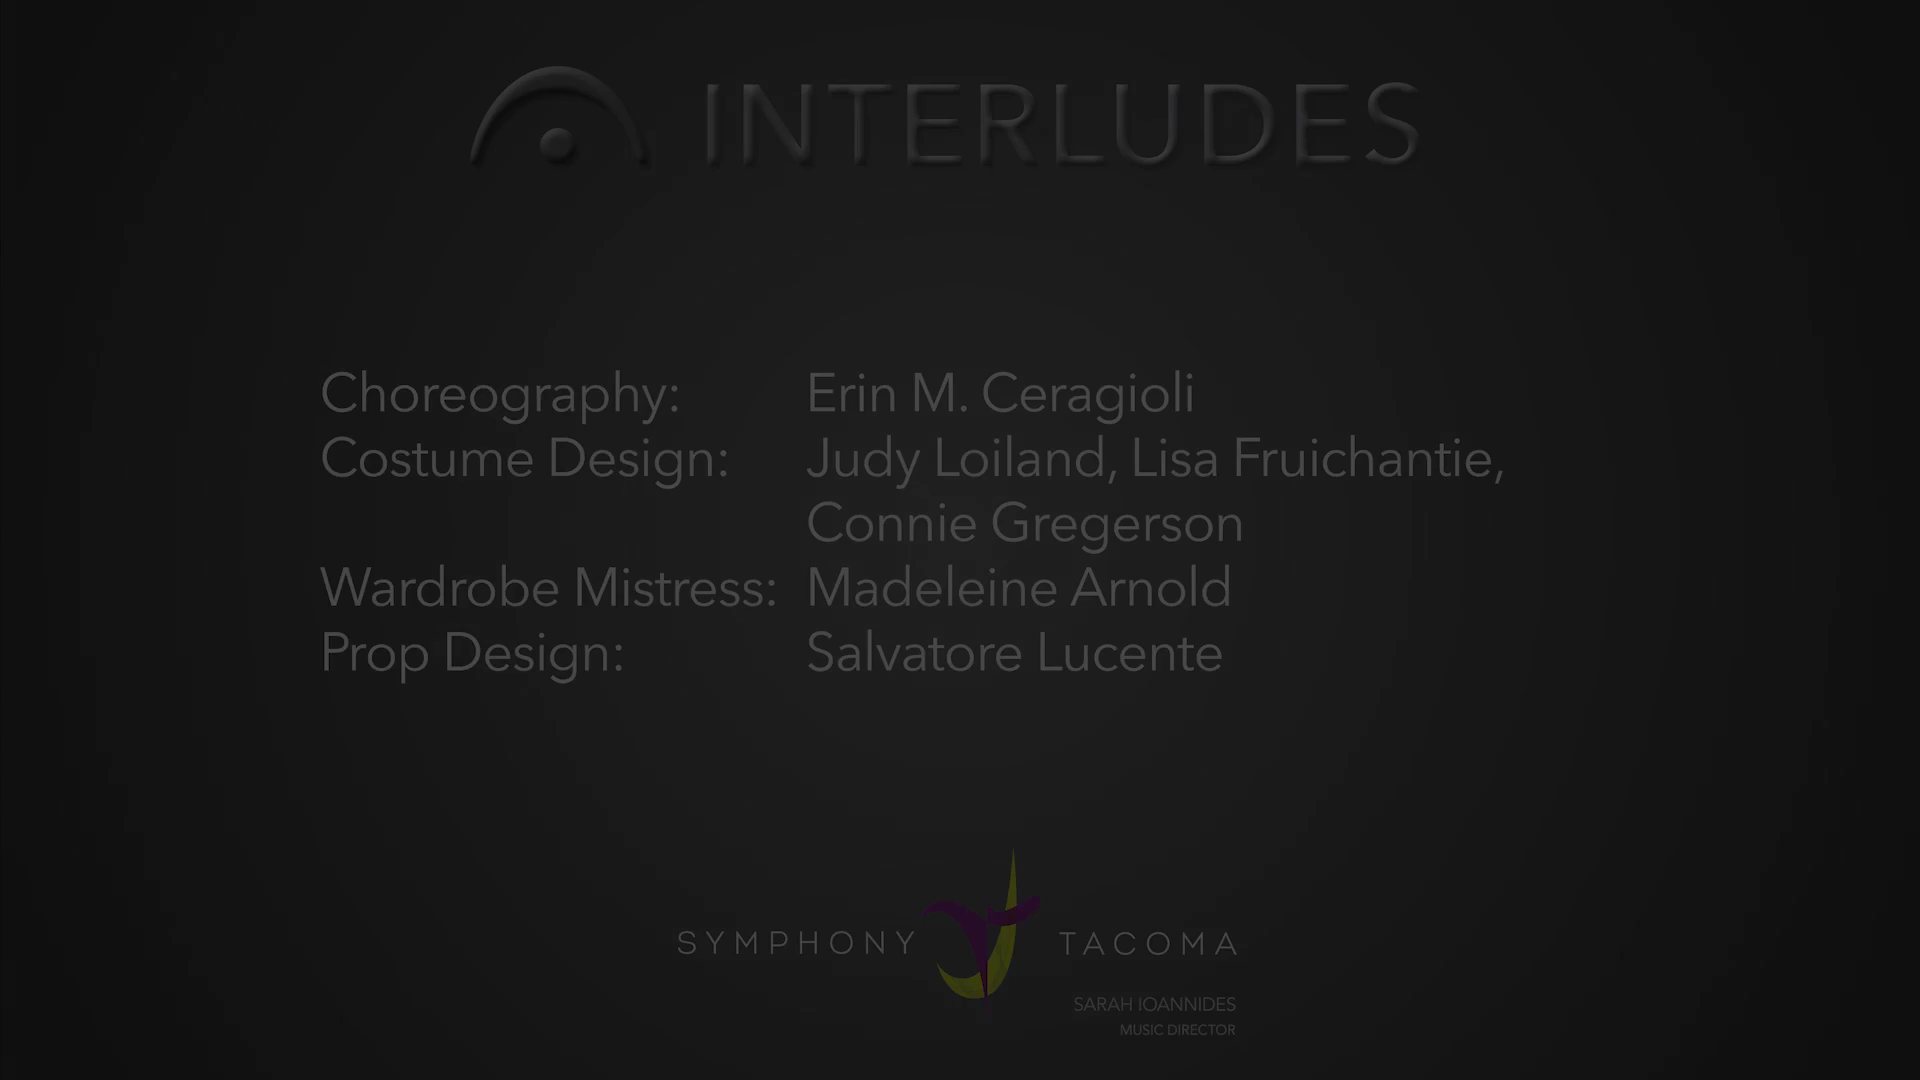 INTERLUDES
Choreography: Erin M. Ceragioli
Costume Design: Judy Loiland, Lisa Fruichantie,
Connie Gregerson
Wardrobe Mistress: Madeleine Arnold
Prop Design: Salvatore Lucente
SYMPHONY TACOMA
SARAH IOANNIDES
MUSIC DIRECTOR